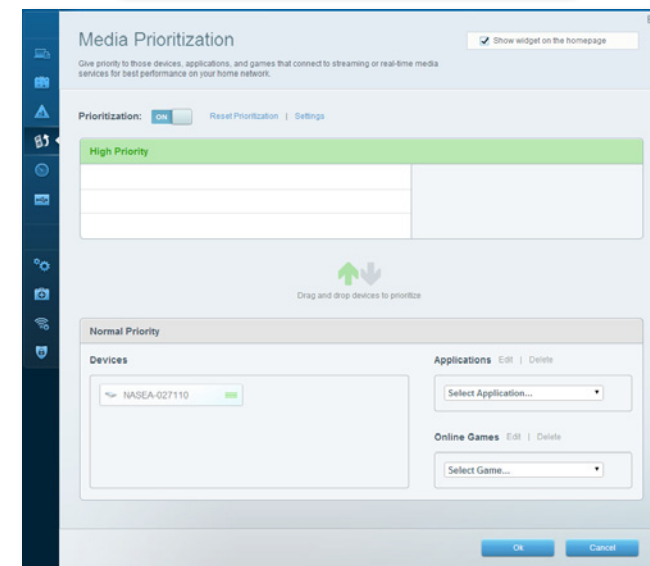 Media Prioritization
Show widget on the homepage
Give priority to those devices, applications, and games that connect to streaming or real-time media
services for best performance on your home network.
Prioritization: ON Reset Prioritization | Settings
High Priority
Drag and drop devices to prioritize
Normal Priority
Devices
NASEA-027110
Applications Edit | Delete
Select Application...
Online Games Edit | Delete
Select Game...
Ok Cancel